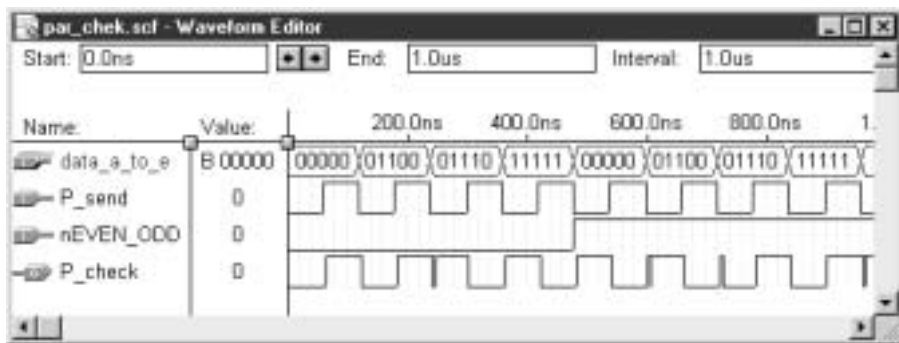 par_chek.scf - Waveform Editor
Start: 0.0ns End: 1.0us Interval: 1.0us
Name: Value: 200.0ns 400.0ns 600.0ns 800.0ns 1.
data_a_to_e B 00000 00000 01100 01110 11111 00000 01100 01110 11111
P_send 0
nEVEN_ODD 0
P_check 0